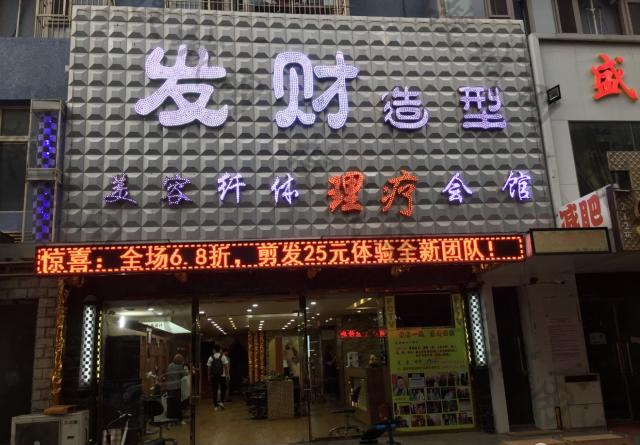 发财造型
美容纤体理疗会馆
惊喜：全场6.8折，剪发25元体验全新团队！
盛
减肥